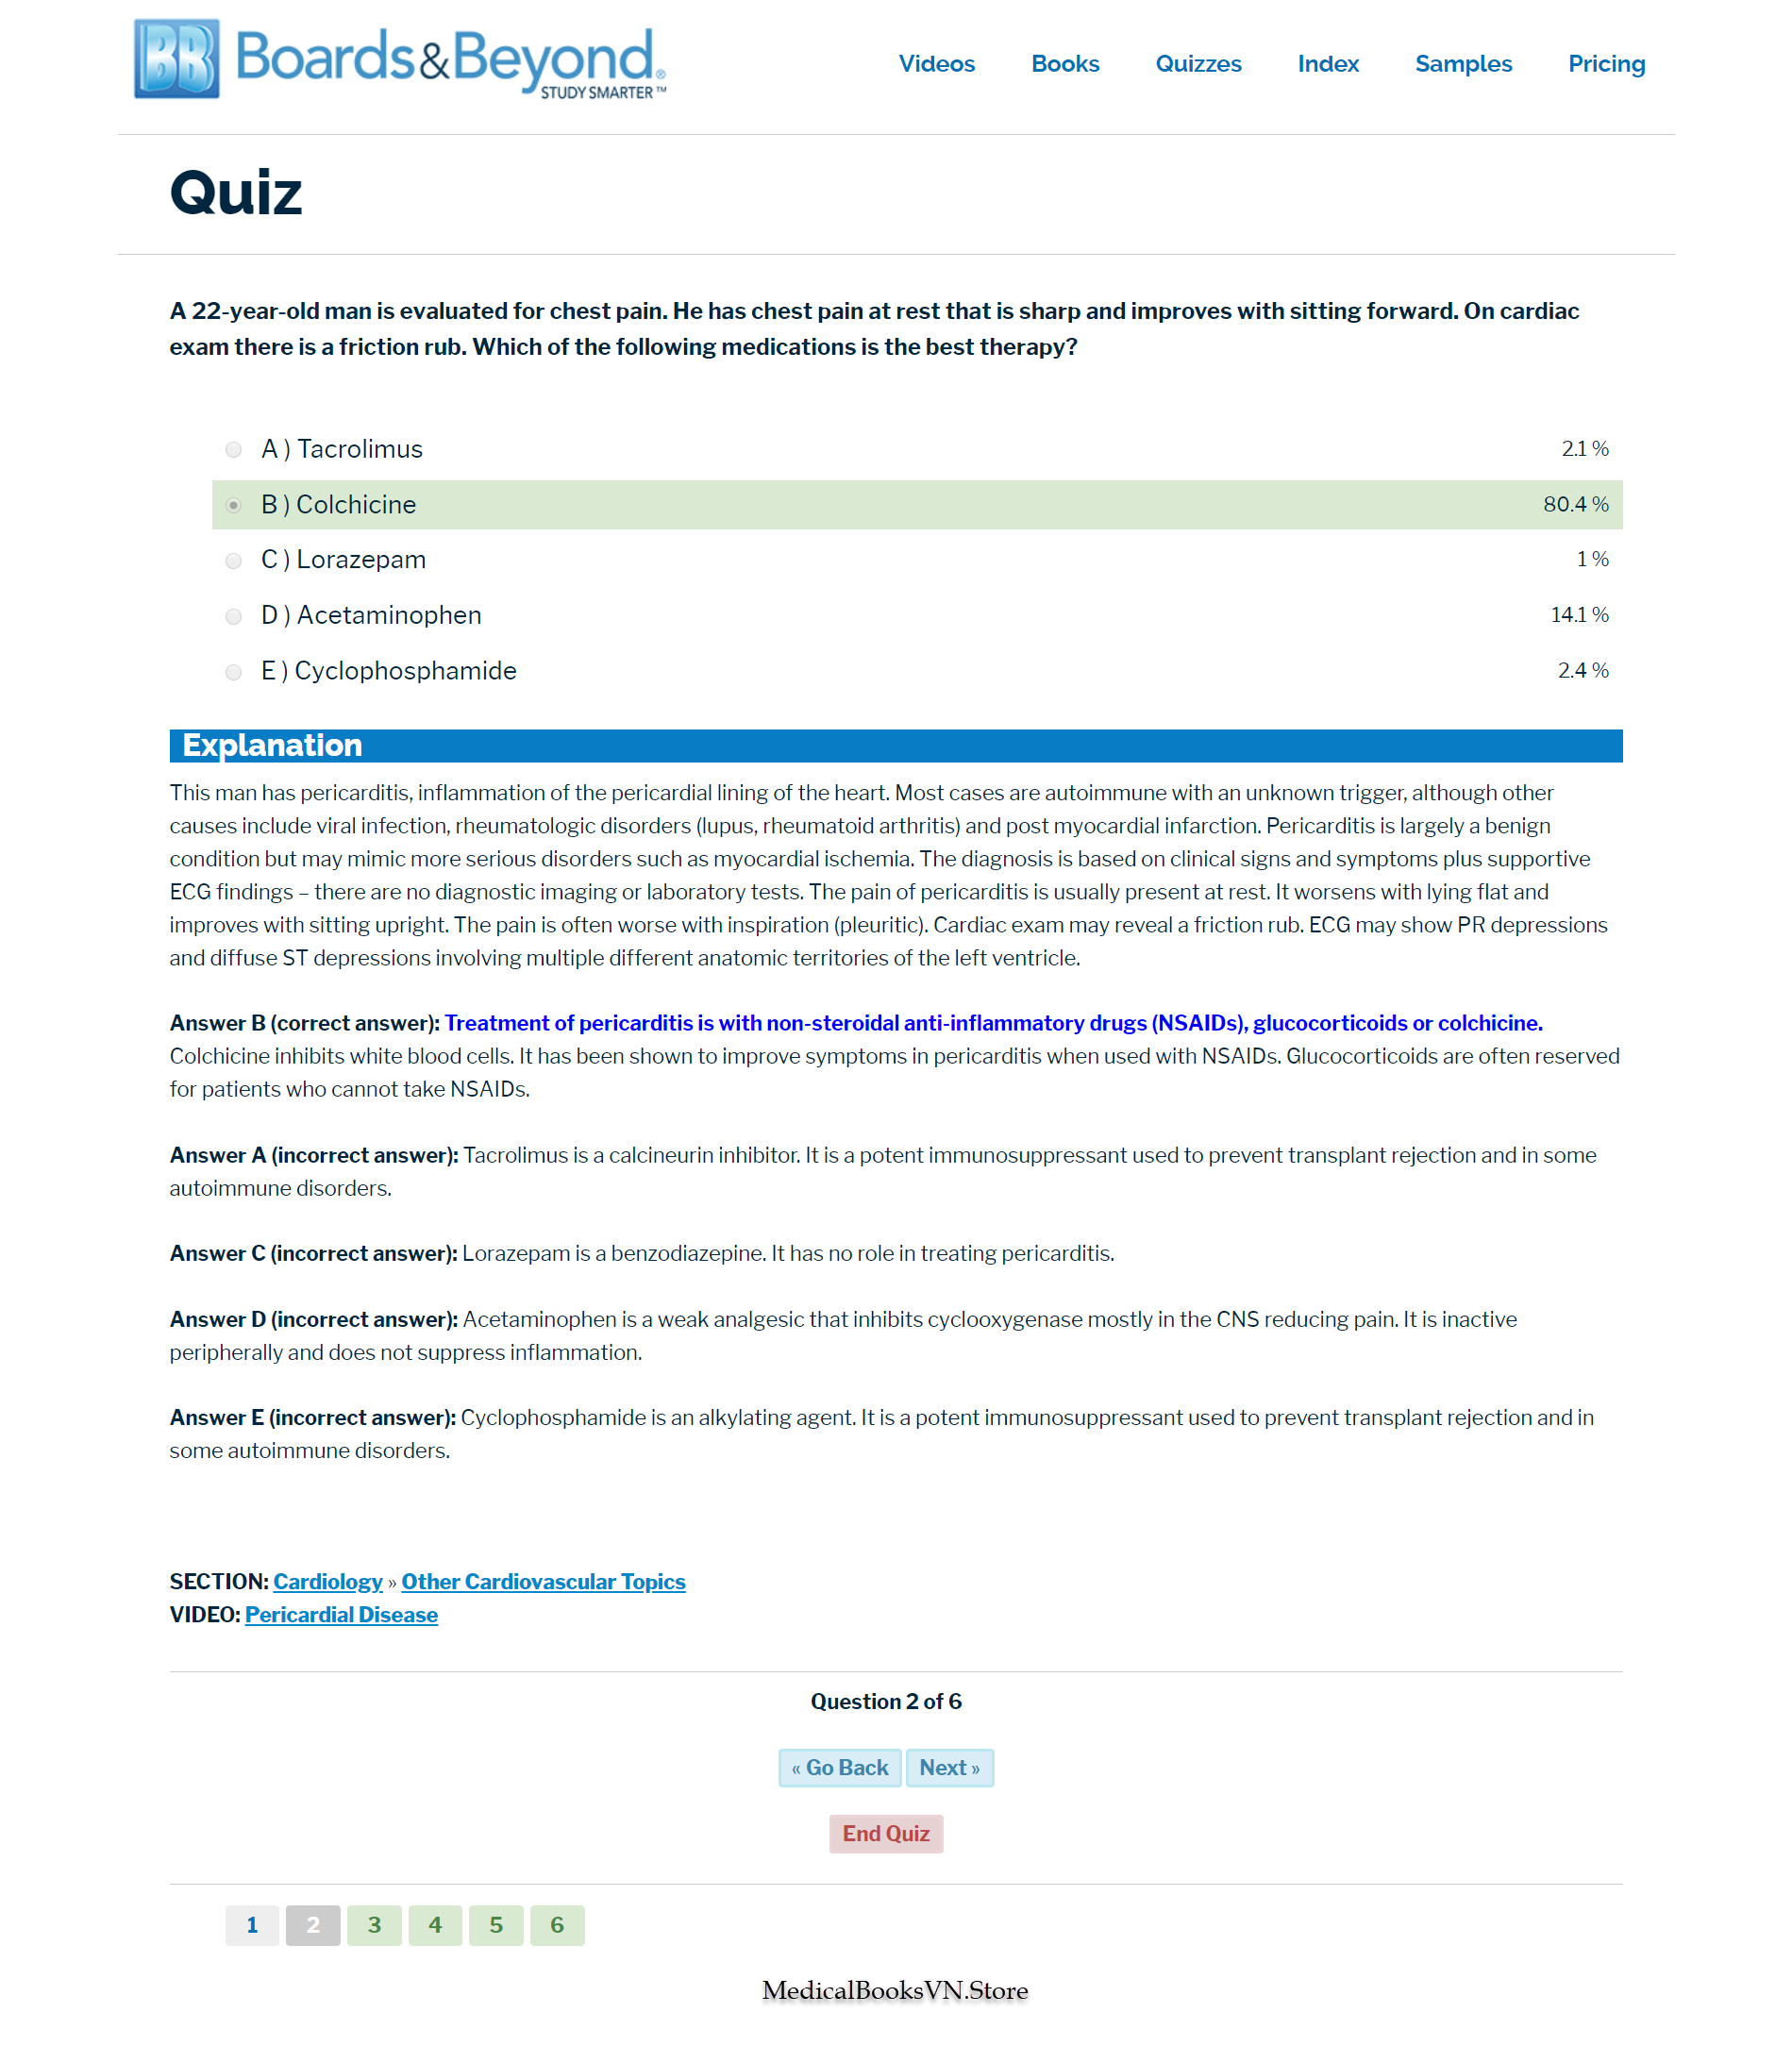 BB Boards&Beyond®
STUDY SMARTER™
Videos Books Quizzes Index Samples Pricing
Quiz
A 22-year-old man is evaluated for chest pain. He has chest pain at rest that is sharp and improves with sitting forward. On cardiac
exam there is a friction rub. Which of the following medications is the best therapy?
A ) Tacrolimus 2.1 %
B ) Colchicine 80.4 %
C ) Lorazepam 1 %
D ) Acetaminophen 14.1 %
E ) Cyclophosphamide 2.4 %
Explanation
This man has pericarditis, inflammation of the pericardial lining of the heart. Most cases are autoimmune with an unknown trigger, although other
causes include viral infection, rheumatologic disorders (lupus, rheumatoid arthritis) and post myocardial infarction. Pericarditis is largely a benign
condition but may mimic more serious disorders such as myocardial ischemia. The diagnosis is based on clinical signs and symptoms plus supportive
ECG findings – there are no diagnostic imaging or laboratory tests. The pain of pericarditis is usually present at rest. It worsens with lying flat and
improves with sitting upright. The pain is often worse with inspiration (pleuritic). Cardiac exam may reveal a friction rub. ECG may show PR depressions
and diffuse ST depressions involving multiple different anatomic territories of the left ventricle.
Answer B (correct answer): Treatment of pericarditis is with non-steroidal anti-inflammatory drugs (NSAIDs), glucocorticoids or colchicine.
Colchicine inhibits white blood cells. It has been shown to improve symptoms in pericarditis when used with NSAIDs. Glucocorticoids are often reserved
for patients who cannot take NSAIDs.
Answer A (incorrect answer): Tacrolimus is a calcineurin inhibitor. It is a potent immunosuppressant used to prevent transplant rejection and in some
autoimmune disorders.
Answer C (incorrect answer): Lorazepam is a benzodiazepine. It has no role in treating pericarditis.
Answer D (incorrect answer): Acetaminophen is a weak analgesic that inhibits cyclooxygenase mostly in the CNS reducing pain. It is inactive
peripherally and does not suppress inflammation.
Answer E (incorrect answer): Cyclophosphamide is an alkylating agent. It is a potent immunosuppressant used to prevent transplant rejection and in
some autoimmune disorders.
SECTION: Cardiology » Other Cardiovascular Topics
VIDEO: Pericardial Disease
Question 2 of 6
« Go Back Next »
End Quiz
1 2 3 4 5 6
MedicalBooksVN.Store